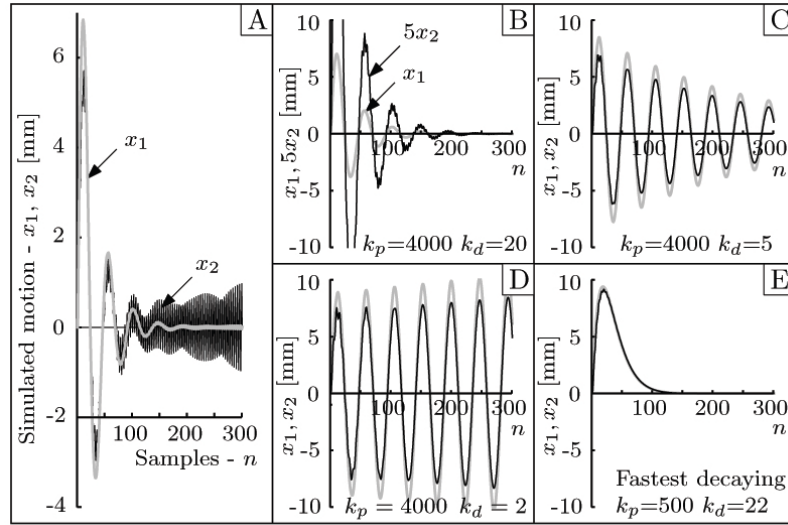 A
Simulated motion - x₁, x₂ [mm]
6
4
2
0
-2
-4
x₁
x₂
100
200
300
Samples - n
B
x₁, 5x₂ [mm]
10
5
0
-5
-10
5x₂
x₁
100
200
300
n
kₚ=4000 k_d=20
C
x₁, x₂ [mm]
10
5
0
-5
-10
100
200
300
n
kₚ=4000 k_d=5
D
x₁, x₂ [mm]
10
5
0
-5
-10
100
200
300
n
kₚ = 4000 k_d = 2
E
x₁, x₂ [mm]
10
5
0
-5
-10
100
200
300
n
Fastest decaying
kₚ=500 k_d=22